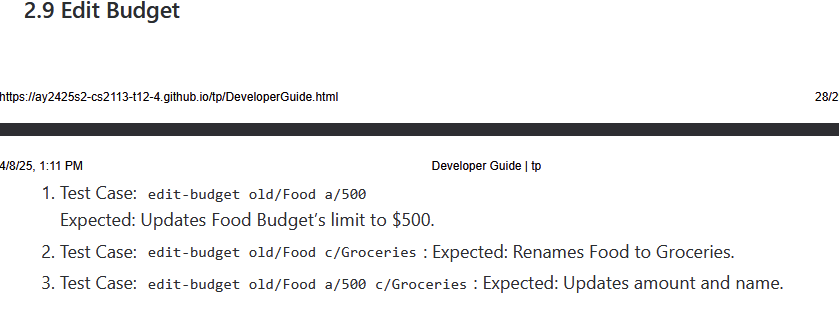 2.9 Edit Budget
https://ay2425s2-cs2113-t12-4.github.io/tp/DeveloperGuide.html 28/2
4/8/25, 1:11 PM Developer Guide | tp
1. Test Case: edit-budget old/Food a/500
Expected: Updates Food Budget’s limit to $500.
2. Test Case: edit-budget old/Food c/Groceries : Expected: Renames Food to Groceries.
3. Test Case: edit-budget old/Food a/500 c/Groceries : Expected: Updates amount and name.